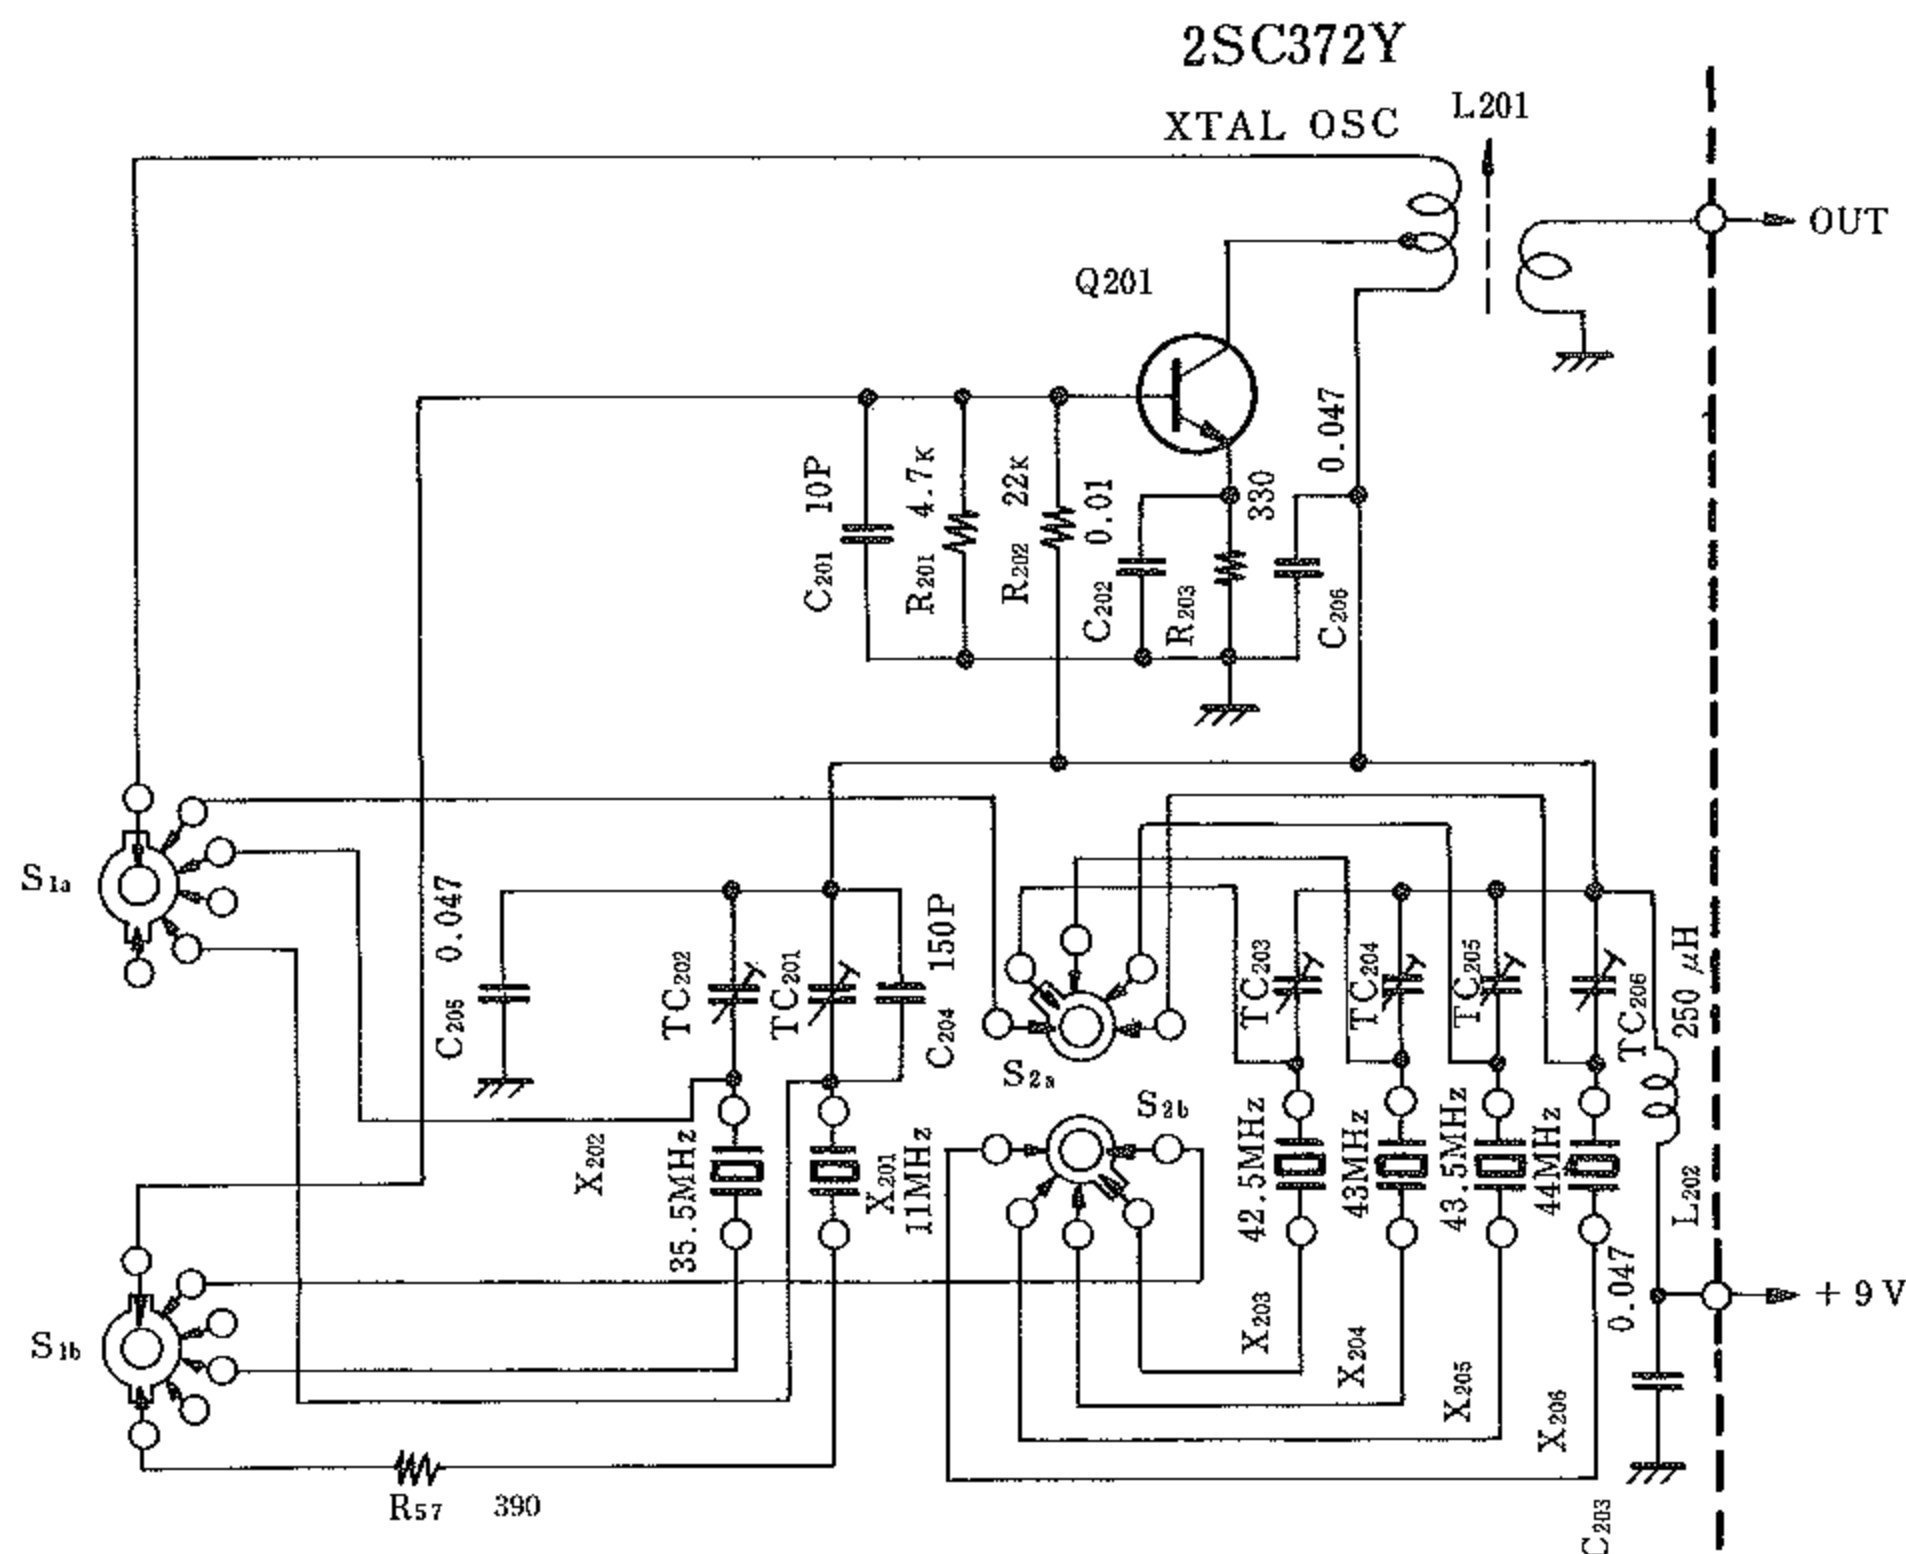 2SC372Y
XTAL OSC
L201
OUT
Q201
10P
C201
4.7K
R201
22K
R202
0.01
C202
R203
330
0.047
C206
S1a
0.047
C205
TC202
TC201
150P
C204
S2a
S2b
TC203
TC204
TC205
TC206
250 μH
L202
X202
35.5MHz
X201
11MHz
42.5MHz
43MHz
43.5MHz
44MHz
0.047
+9V
X203
X204
X205
X206
C203
S1b
R57
390